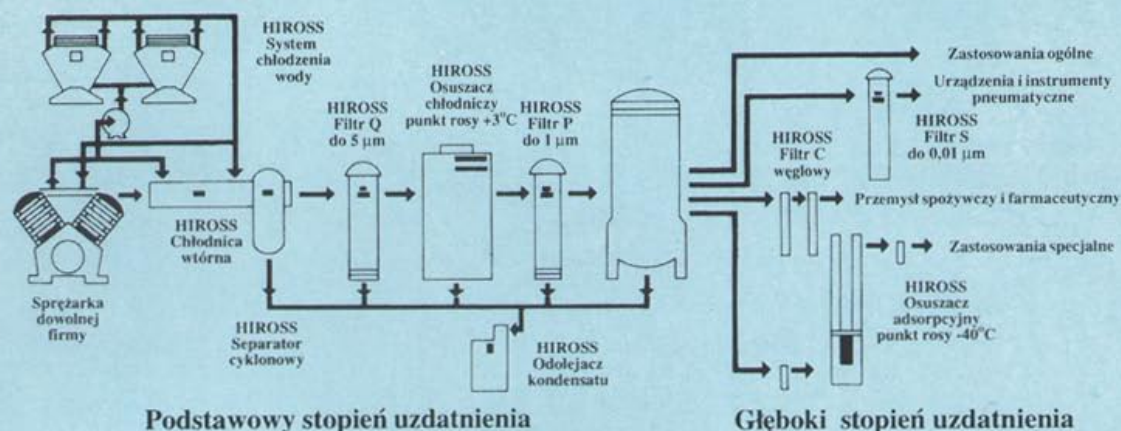 HIROSS
System
chłodzenia
wody
HIROSS
Osuszacz
chłodniczy
punkt rosy +3°C
HIROSS
Filtr Q
do 5 µm
HIROSS
Filtr P
do 1 µm
Zastosowania ogólne
Urządzenia i instrumenty
pneumatyczne
HIROSS
Filtr S
do 0,01 µm
HIROSS
Filtr C
węglowy
Przemysł spożywczy i farmaceutyczny
Zastosowania specjalne
HIROSS
Osuszacz
adsorpcyjny
punkt rosy -40°C
HIROSS
Chłodnica
wtórna
Sprężarka
dowolnej
firmy
HIROSS
Separator
cyklonowy
HIROSS
Odolejacz
kondensatu
Podstawowy stopień uzdatnienia
Głęboki stopień uzdatnienia